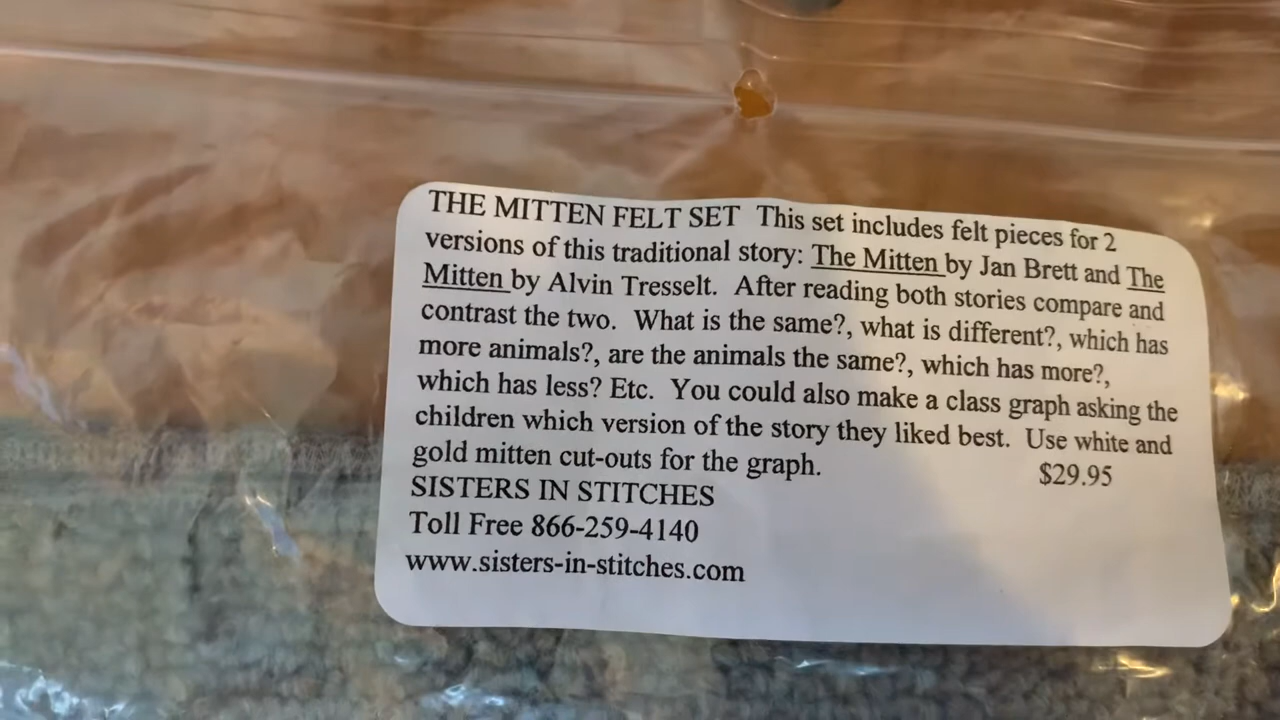 THE MITTEN FELT SET This set includes felt pieces for 2
versions of this traditional story: The Mitten by Jan Brett and The
Mitten by Alvin Tresselt. After reading both stories compare and
contrast the two. What is the same?, what is different?, which has
more animals?, are the animals the same?, which has more?,
which has less? Etc. You could also make a class graph asking the
children which version of the story they liked best. Use white and
gold mitten cut-outs for the graph. $29.95
SISTERS IN STITCHES
Toll Free 866-259-4140
www.sisters-in-stitches.com